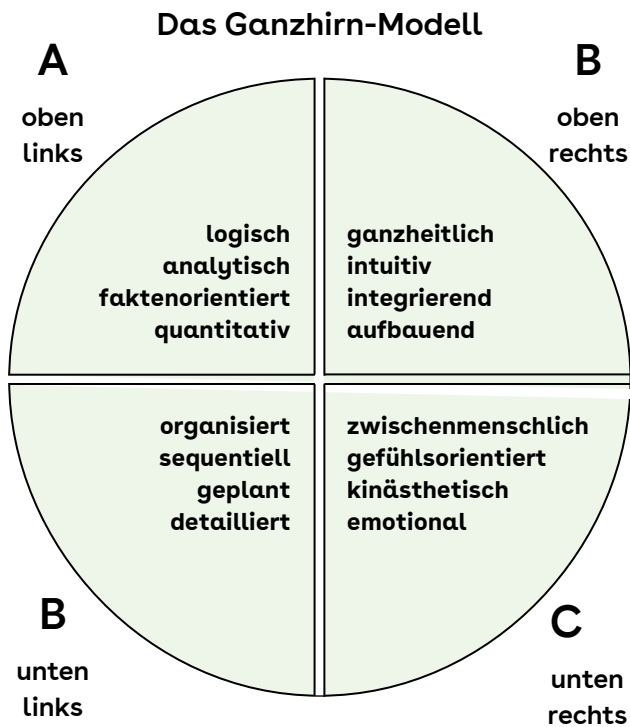 Das Ganzhirn-Modell
A
oben
links
B
oben
rechts
logisch
analytisch
faktenorientiert
quantitativ
ganzheitlich
intuitiv
integrierend
aufbauend
organisiert
sequentiell
geplant
detailliert
zwischenmenschlich
gefühlsorientiert
kinästhetisch
emotional
B
unten
links
C
unten
rechts